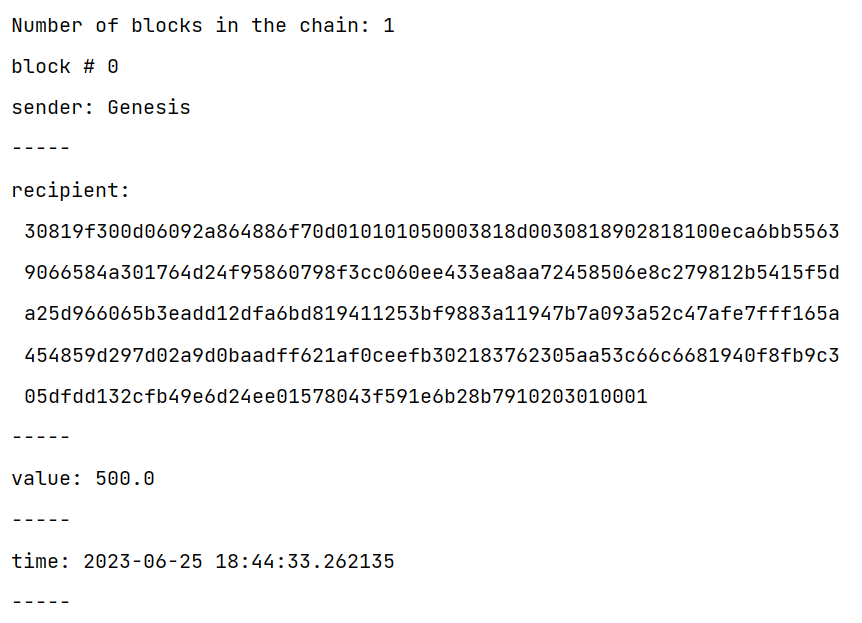 Number of blocks in the chain: 1
block # 0
sender: Genesis
-----
recipient:
30819f300d06092a864886f70d010101050003818d0030818902818100eca6bb5563
9066584a301764d24f95860798f3cc060ee433ea8aa72458506e8c279812b5415f5d
a25d966065b3eadd12dfa6bd819411253bf9883a11947b7a093a52c47afe7fff165a
454859d297d02a9d0baadff621af0ceefb302183762305aa53c66c6681940f8fb9c3
05dfdd132cfb49e6d24ee01578043f591e6b28b7910203010001
-----
value: 500.0
-----
time: 2023-06-25 18:44:33.262135
-----